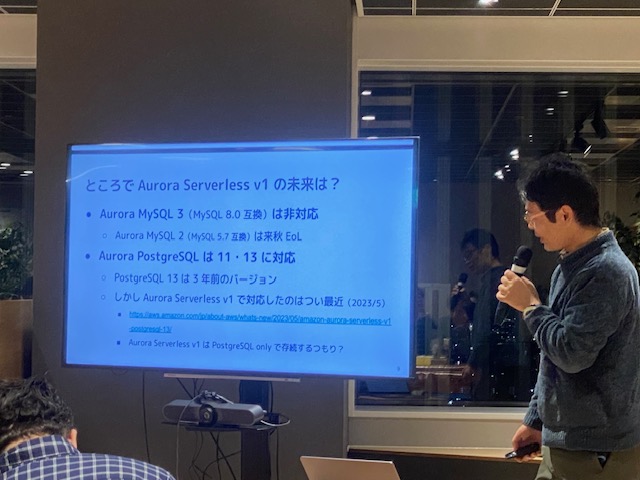 ところで Aurora Serverless v1 の未来は？
● Aurora MySQL 3（MySQL 8.0 互換）は非対応
○ Aurora MySQL 2（MySQL 5.7 互換）は来秋 EoL
● Aurora PostgreSQL は 11・13 に対応
○ PostgreSQL 13 は 3 年前のバージョン
○ しかし Aurora Serverless v1 で対応したのはつい最近（2023/5）
■ https://aws.amazon.com/jp/about-aws/whats-new/2023/05/amazon-aurora-serverless-v1
-postgresql-13/
■ Aurora Serverless v1 は PostgreSQL only で存続するつもり？